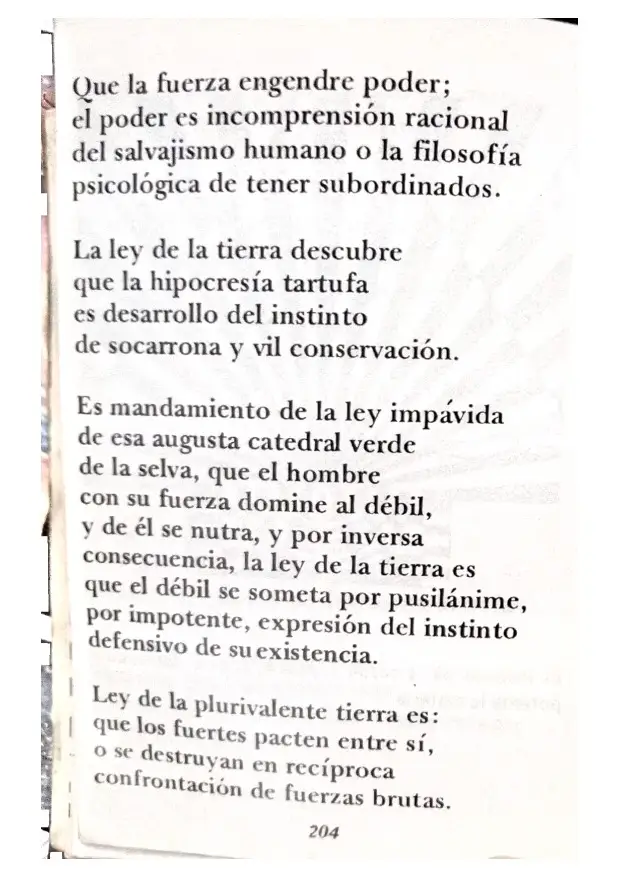 Que la fuerza engendre poder;
el poder es incomprensión racional
del salvajismo humano o la filosofía
psicológica de tener subordinados.
La ley de la tierra descubre
que la hipocresía tartufa
es desarrollo del instinto
de socarrona y vil conservación.
Es mandamiento de la ley impávida
de esa augusta catedral verde
de la selva, que el hombre
con su fuerza domine al débil,
y de él se nutra, y por inversa
consecuencia, la ley de la tierra es
que el débil se someta por pusilánime,
por impotente, expresión del instinto
defensivo de su existencia.
Ley de la plurivalente tierra es:
que los fuertes pacten entre sí,
o se destruyan en recíproca
confrontación de fuerzas brutas.
204